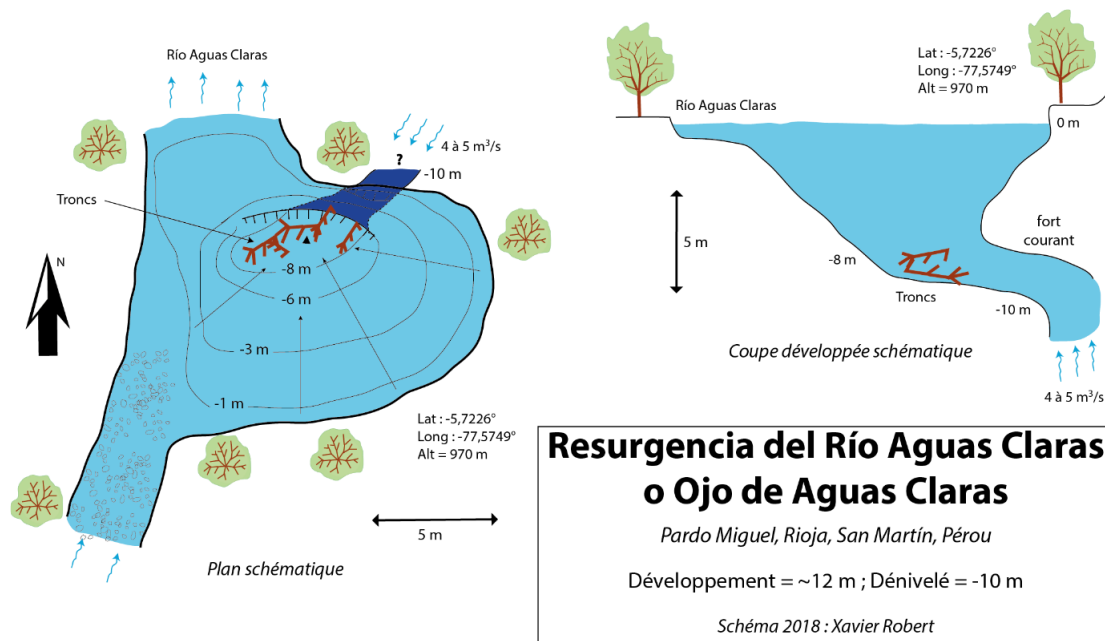 Río Aguas Claras
4 à 5 m³/s
?
-10 m
Troncs
N
-8 m
-6 m
-3 m
-1 m
Lat : -5,7226°
Long : -77,5749°
Alt = 970 m
5 m
Plan schématique
Lat : -5,7226°
Long : -77,5749°
Alt = 970 m
Río Aguas Claras
0 m
5 m
fort
courant
-8 m
Troncs
-10 m
Coupe développée schématique
4 à 5 m³/s
Resurgencia del Río Aguas Claras
o Ojo de Aguas Claras
Pardo Miguel, Rioja, San Martín, Pérou
Développement = ~12 m ; Dénivelé = -10 m
Schéma 2018 : Xavier Robert